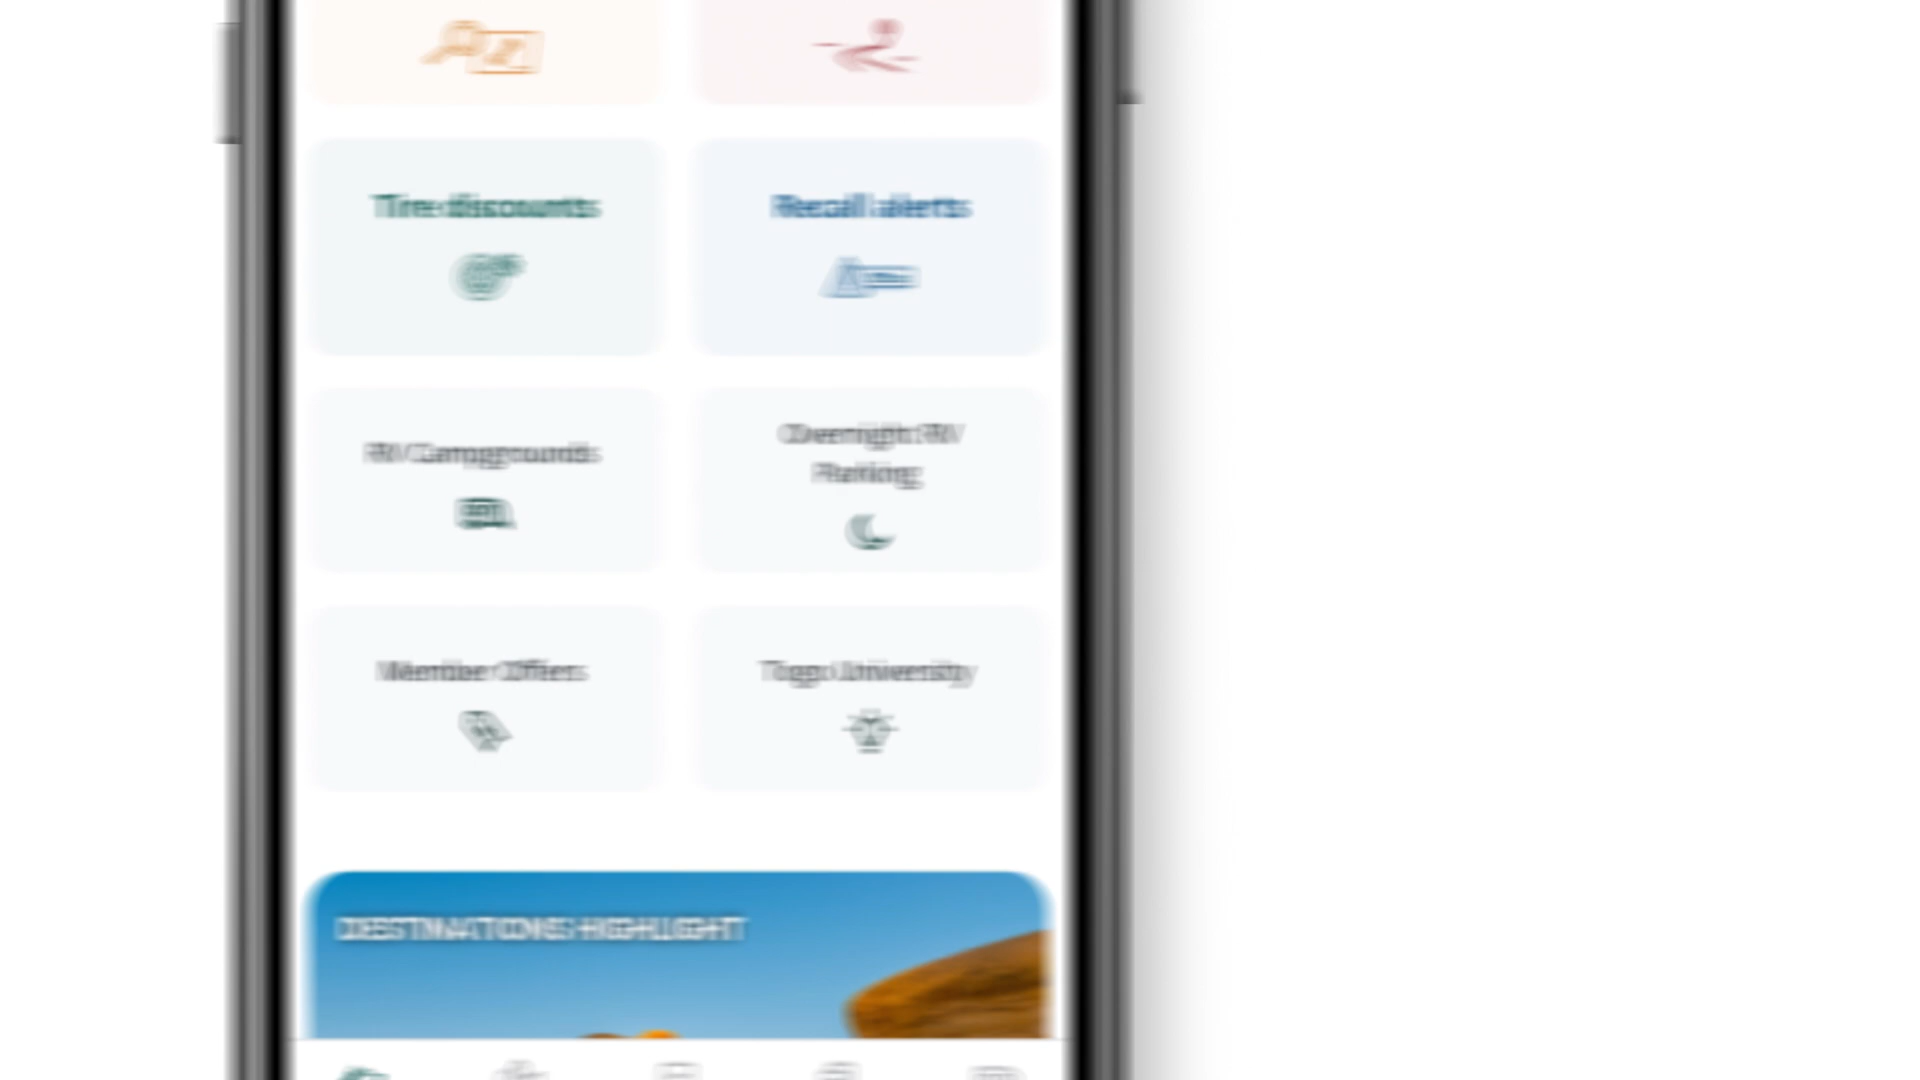 Tire discounts
Recall alerts
RV Campgrounds
Overnight RV
Parking
Member Offers
Togo University
DESTINATIONS HIGHLIGHT